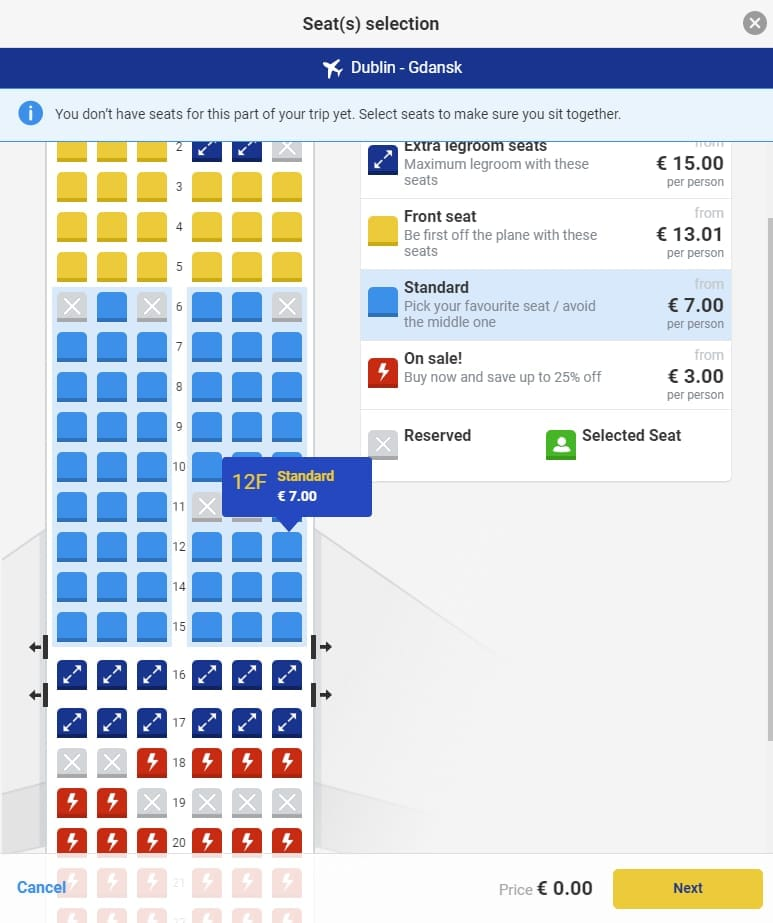 Seat(s) selection
Dublin - Gdansk
You don't have seats for this part of your trip yet. Select seats to make sure you sit together.
2
3
4
5
6
7
8
9
10
11
12
14
15
16
17
18
19
20
21
12F Standard
€ 7.00
Extra legroom seats
from
Maximum legroom with these
€ 15.00
seats
per person
Front seat
from
Be first off the plane with these
€ 13.01
seats
per person
Standard
from
Pick your favourite seat / avoid
€ 7.00
the middle one
per person
On sale!
from
Buy now and save up to 25% off
€ 3.00
per person
Reserved
Selected Seat
Cancel
Price € 0.00
Next